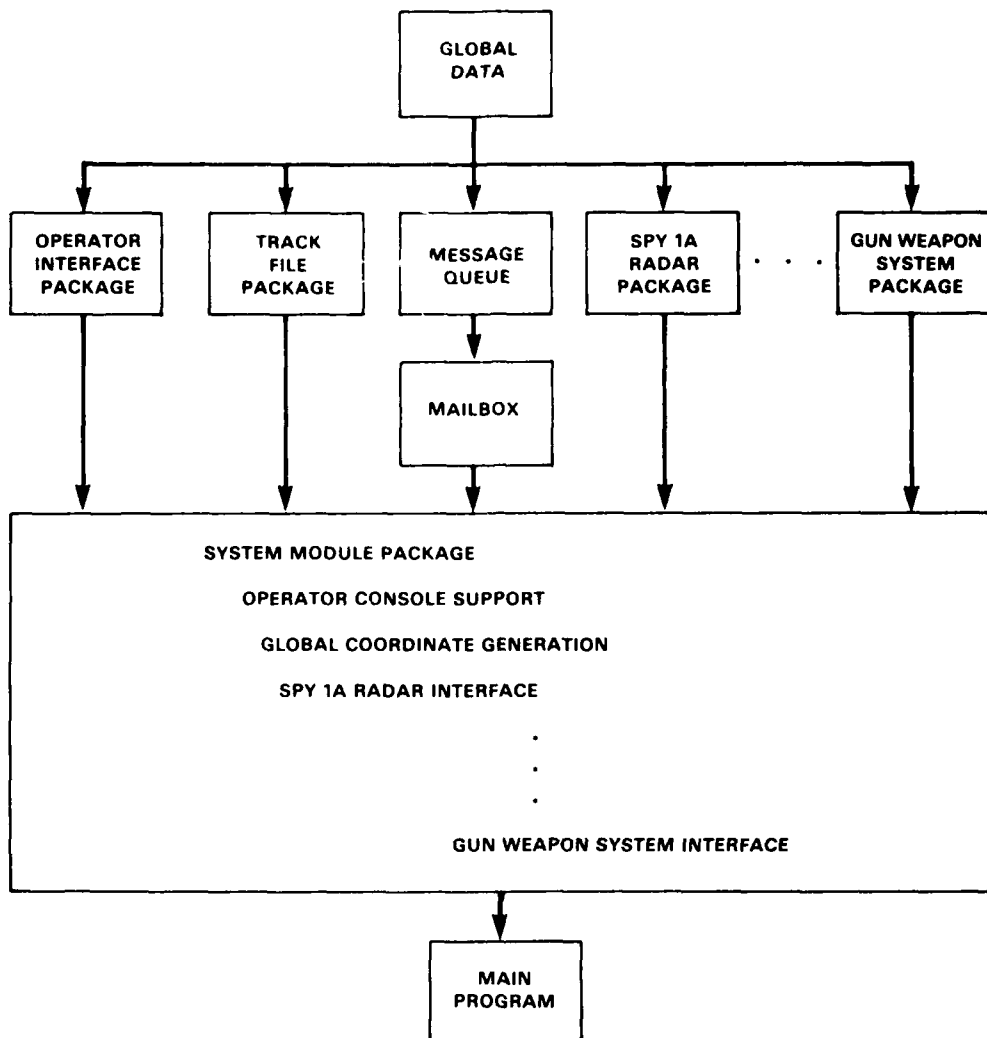 GLOBAL
DATA
OPERATOR
INTERFACE
PACKAGE
TRACK
FILE
PACKAGE
MESSAGE
QUEUE
SPY 1A
RADAR
PACKAGE
. . . .
GUN WEAPON
SYSTEM
PACKAGE
MAILBOX
SYSTEM MODULE PACKAGE
OPERATOR CONSOLE SUPPORT
GLOBAL COORDINATE GENERATION
SPY 1A RADAR INTERFACE
.
.
.
GUN WEAPON SYSTEM INTERFACE
MAIN
PROGRAM